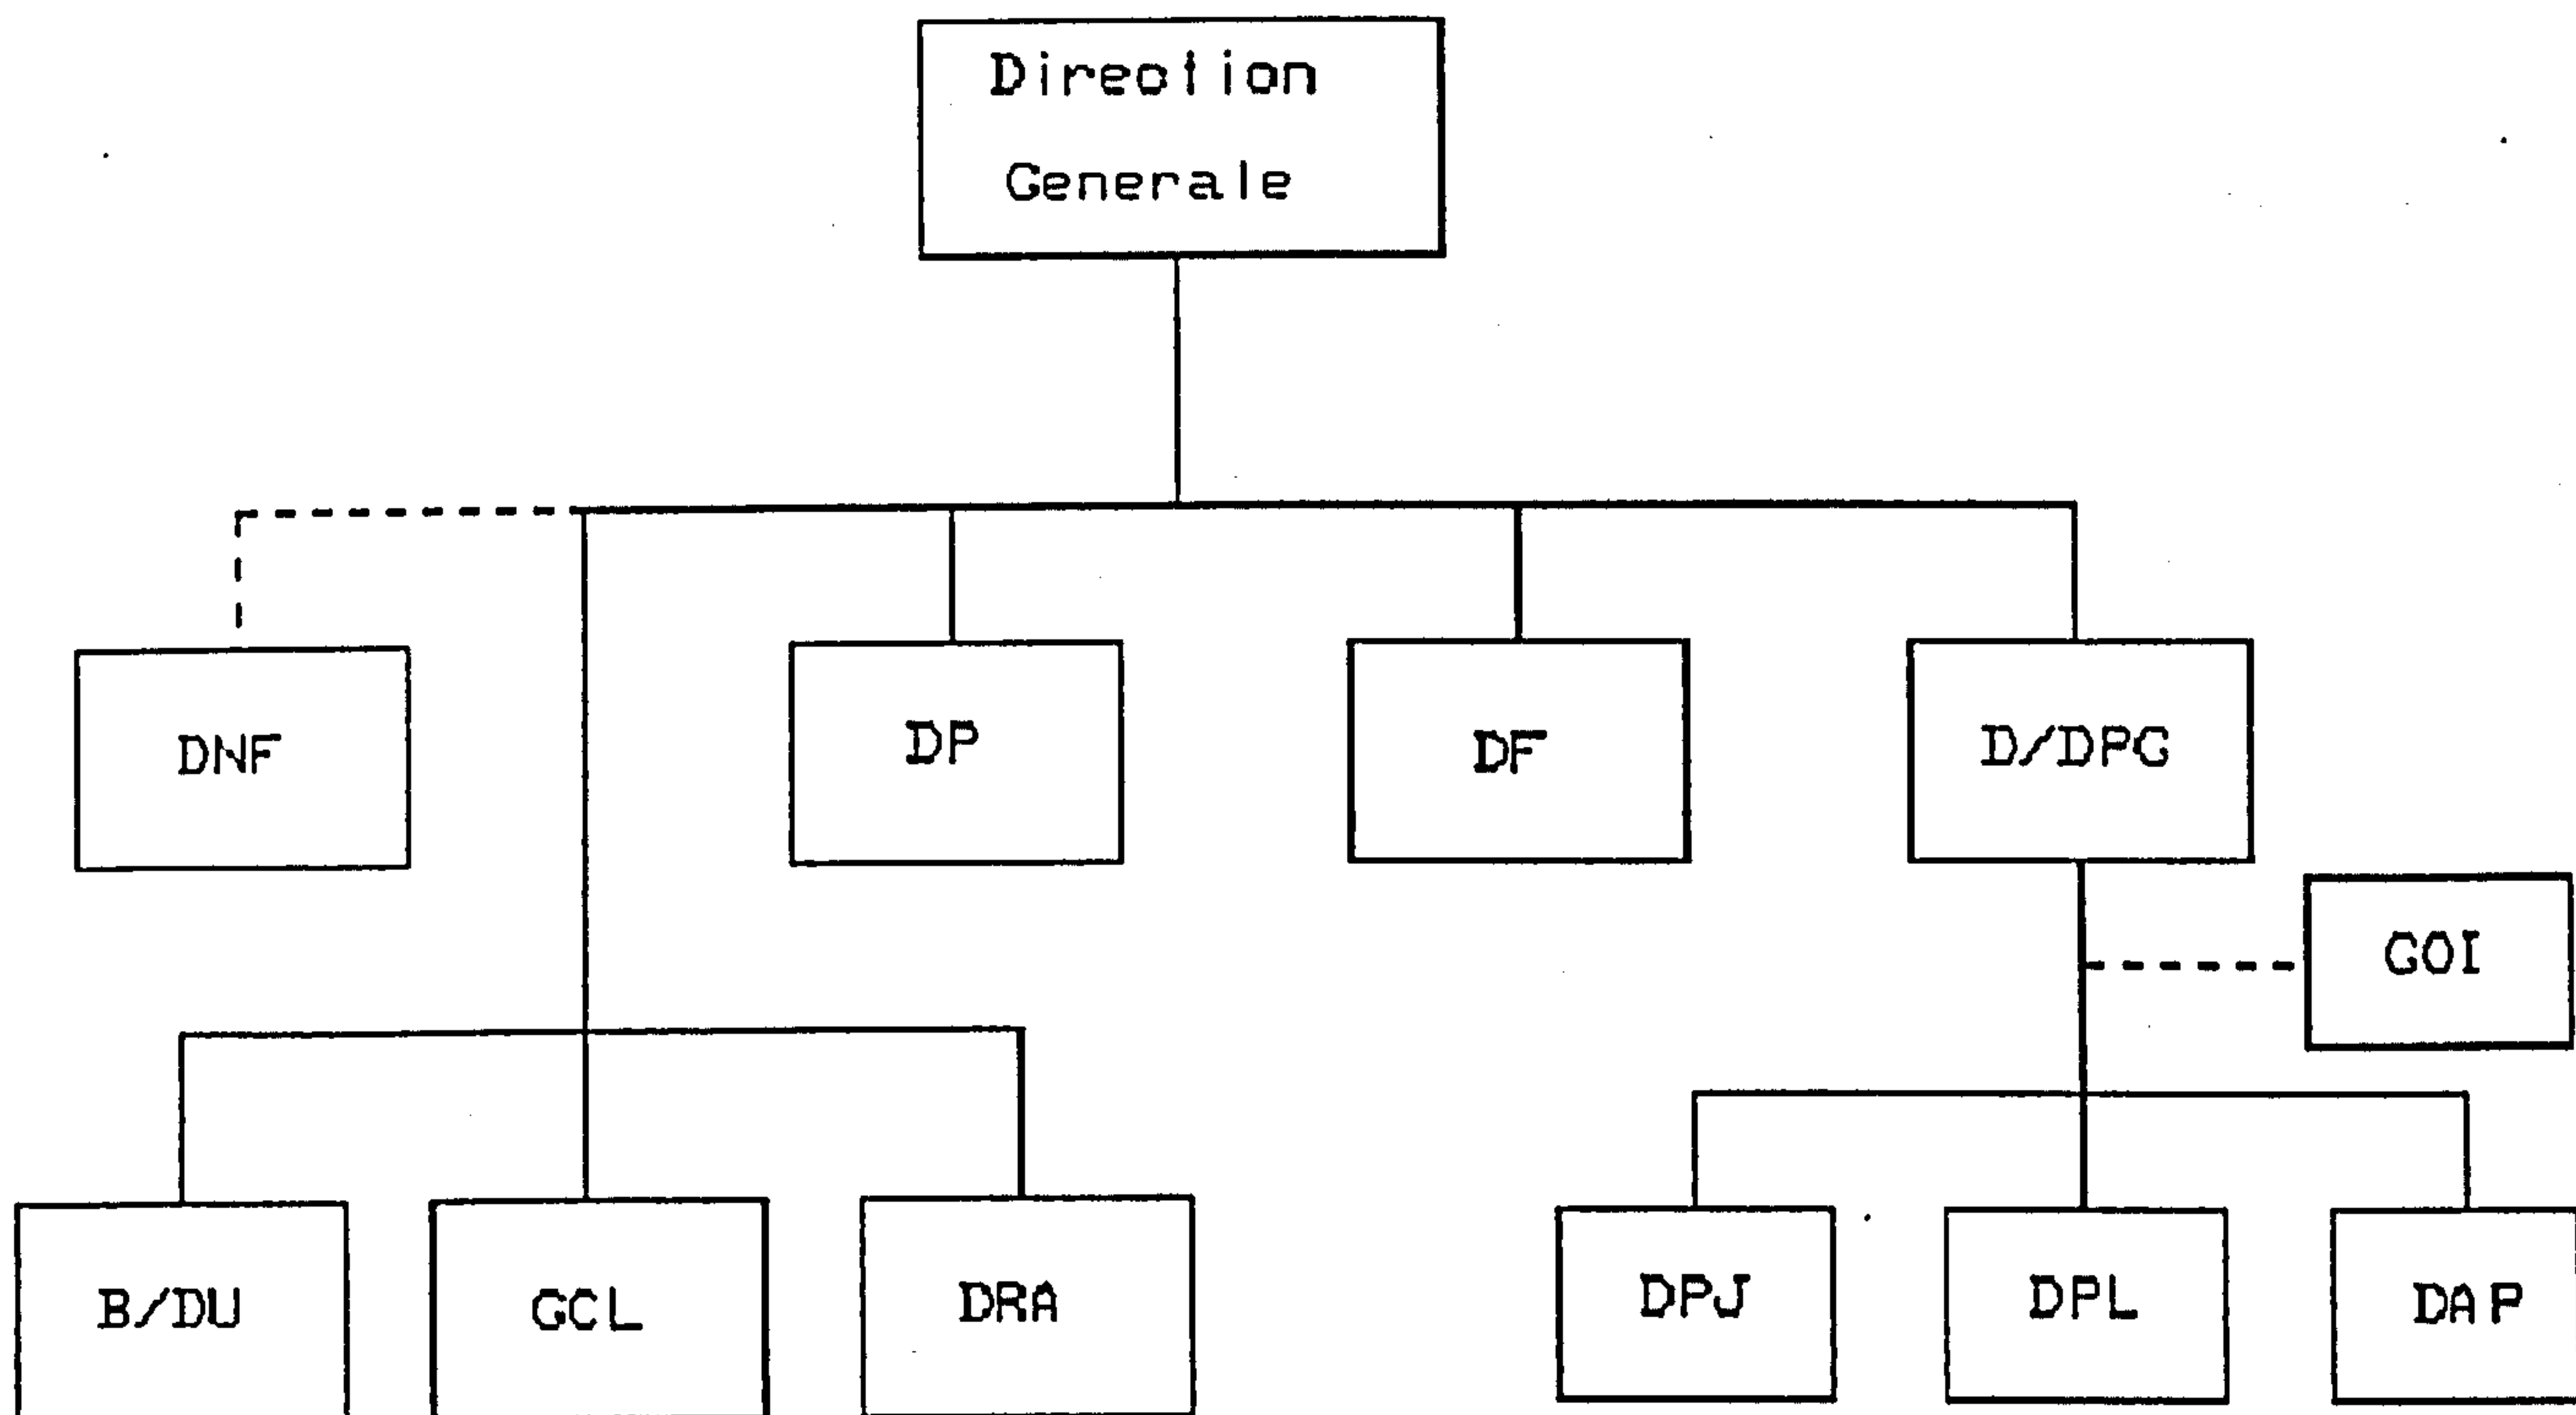 Direction
Generale
DNF
DP
DF
D/DPG
GOI
B/DU
GCL
DRA
DPJ
DPL
DAP